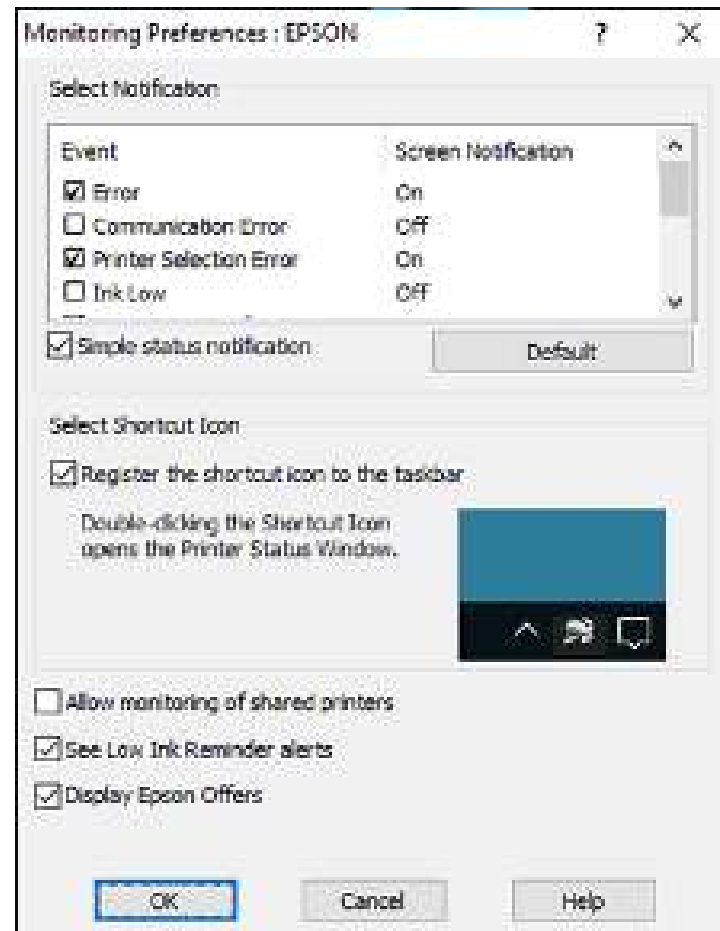 Monitoring Preferences : EPSON
Select Notification
Event Screen Notification
Error On
Communication Error Off
Printer Selection Error On
Ink Low Off
Simple status notification
Default
Select Shortcut Icon
Register the shortcut icon to the taskbar
Double-clicking the Shortcut Icon
opens the Printer Status Window.
Allow monitoring of shared printers
See Low Ink Reminder alerts
Display Epson Offers
OK Cancel Help